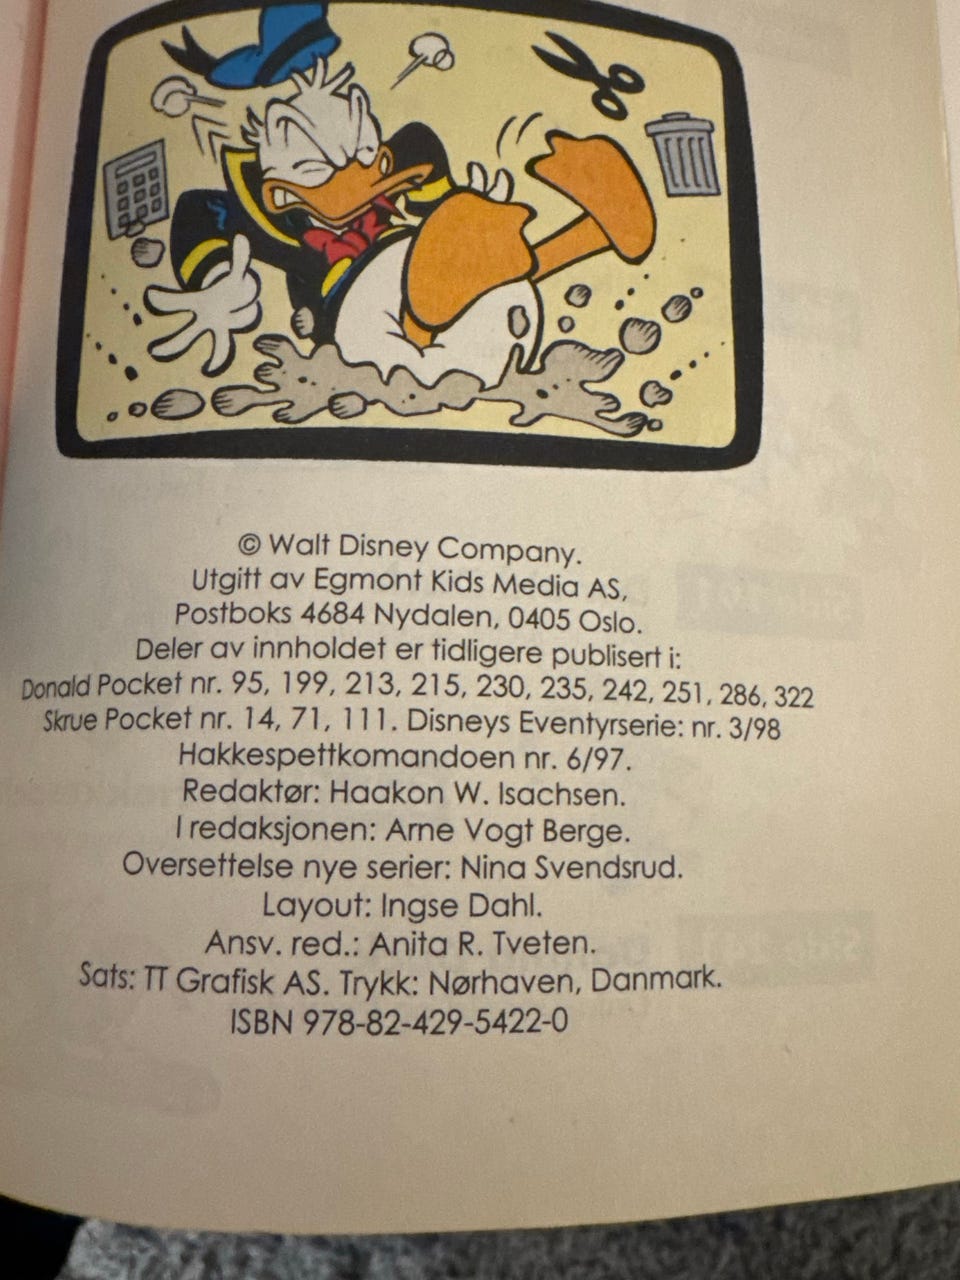 © Walt Disney Company.
Utgitt av Egmont Kids Media AS,
Postboks 4684 Nydalen, 0405 Oslo.
Deler av innholdet er tidligere publisert i:
Donald Pocket nr. 95, 199, 213, 215, 230, 235, 242, 251, 286, 322
Skrue Pocket nr. 14, 71, 111. Disneys Eventyrserie: nr. 3/98
Hakkespettkomandoen nr. 6/97.
Redaktør: Haakon W. Isachsen.
I redaksjonen: Arne Vogt Berge.
Oversettelse nye serier: Nina Svendsrud.
Layout: Ingse Dahl.
Ansv. red.: Anita R. Tveten.
Sats: TT Grafisk AS. Trykk: Nørhaven, Danmark.
ISBN 978-82-429-5422-0